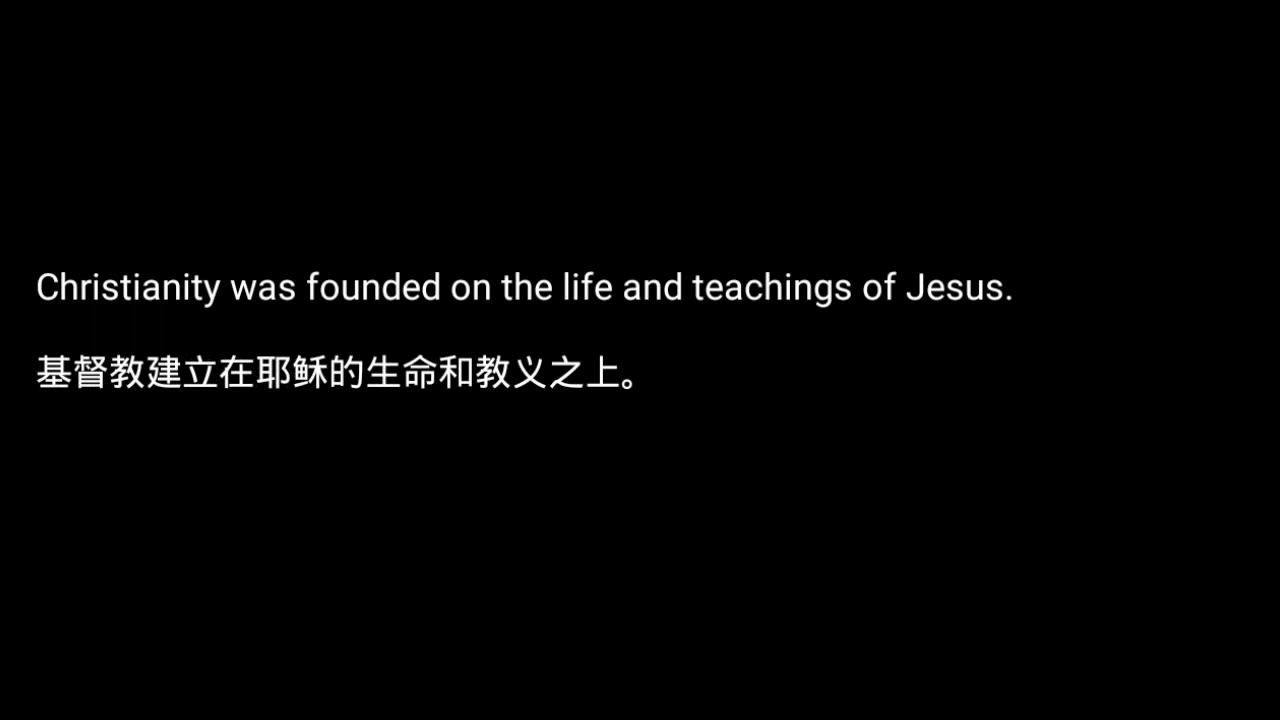 Christianity was founded on the life and teachings of Jesus.
基督教建立在耶稣的生命和教义之上。